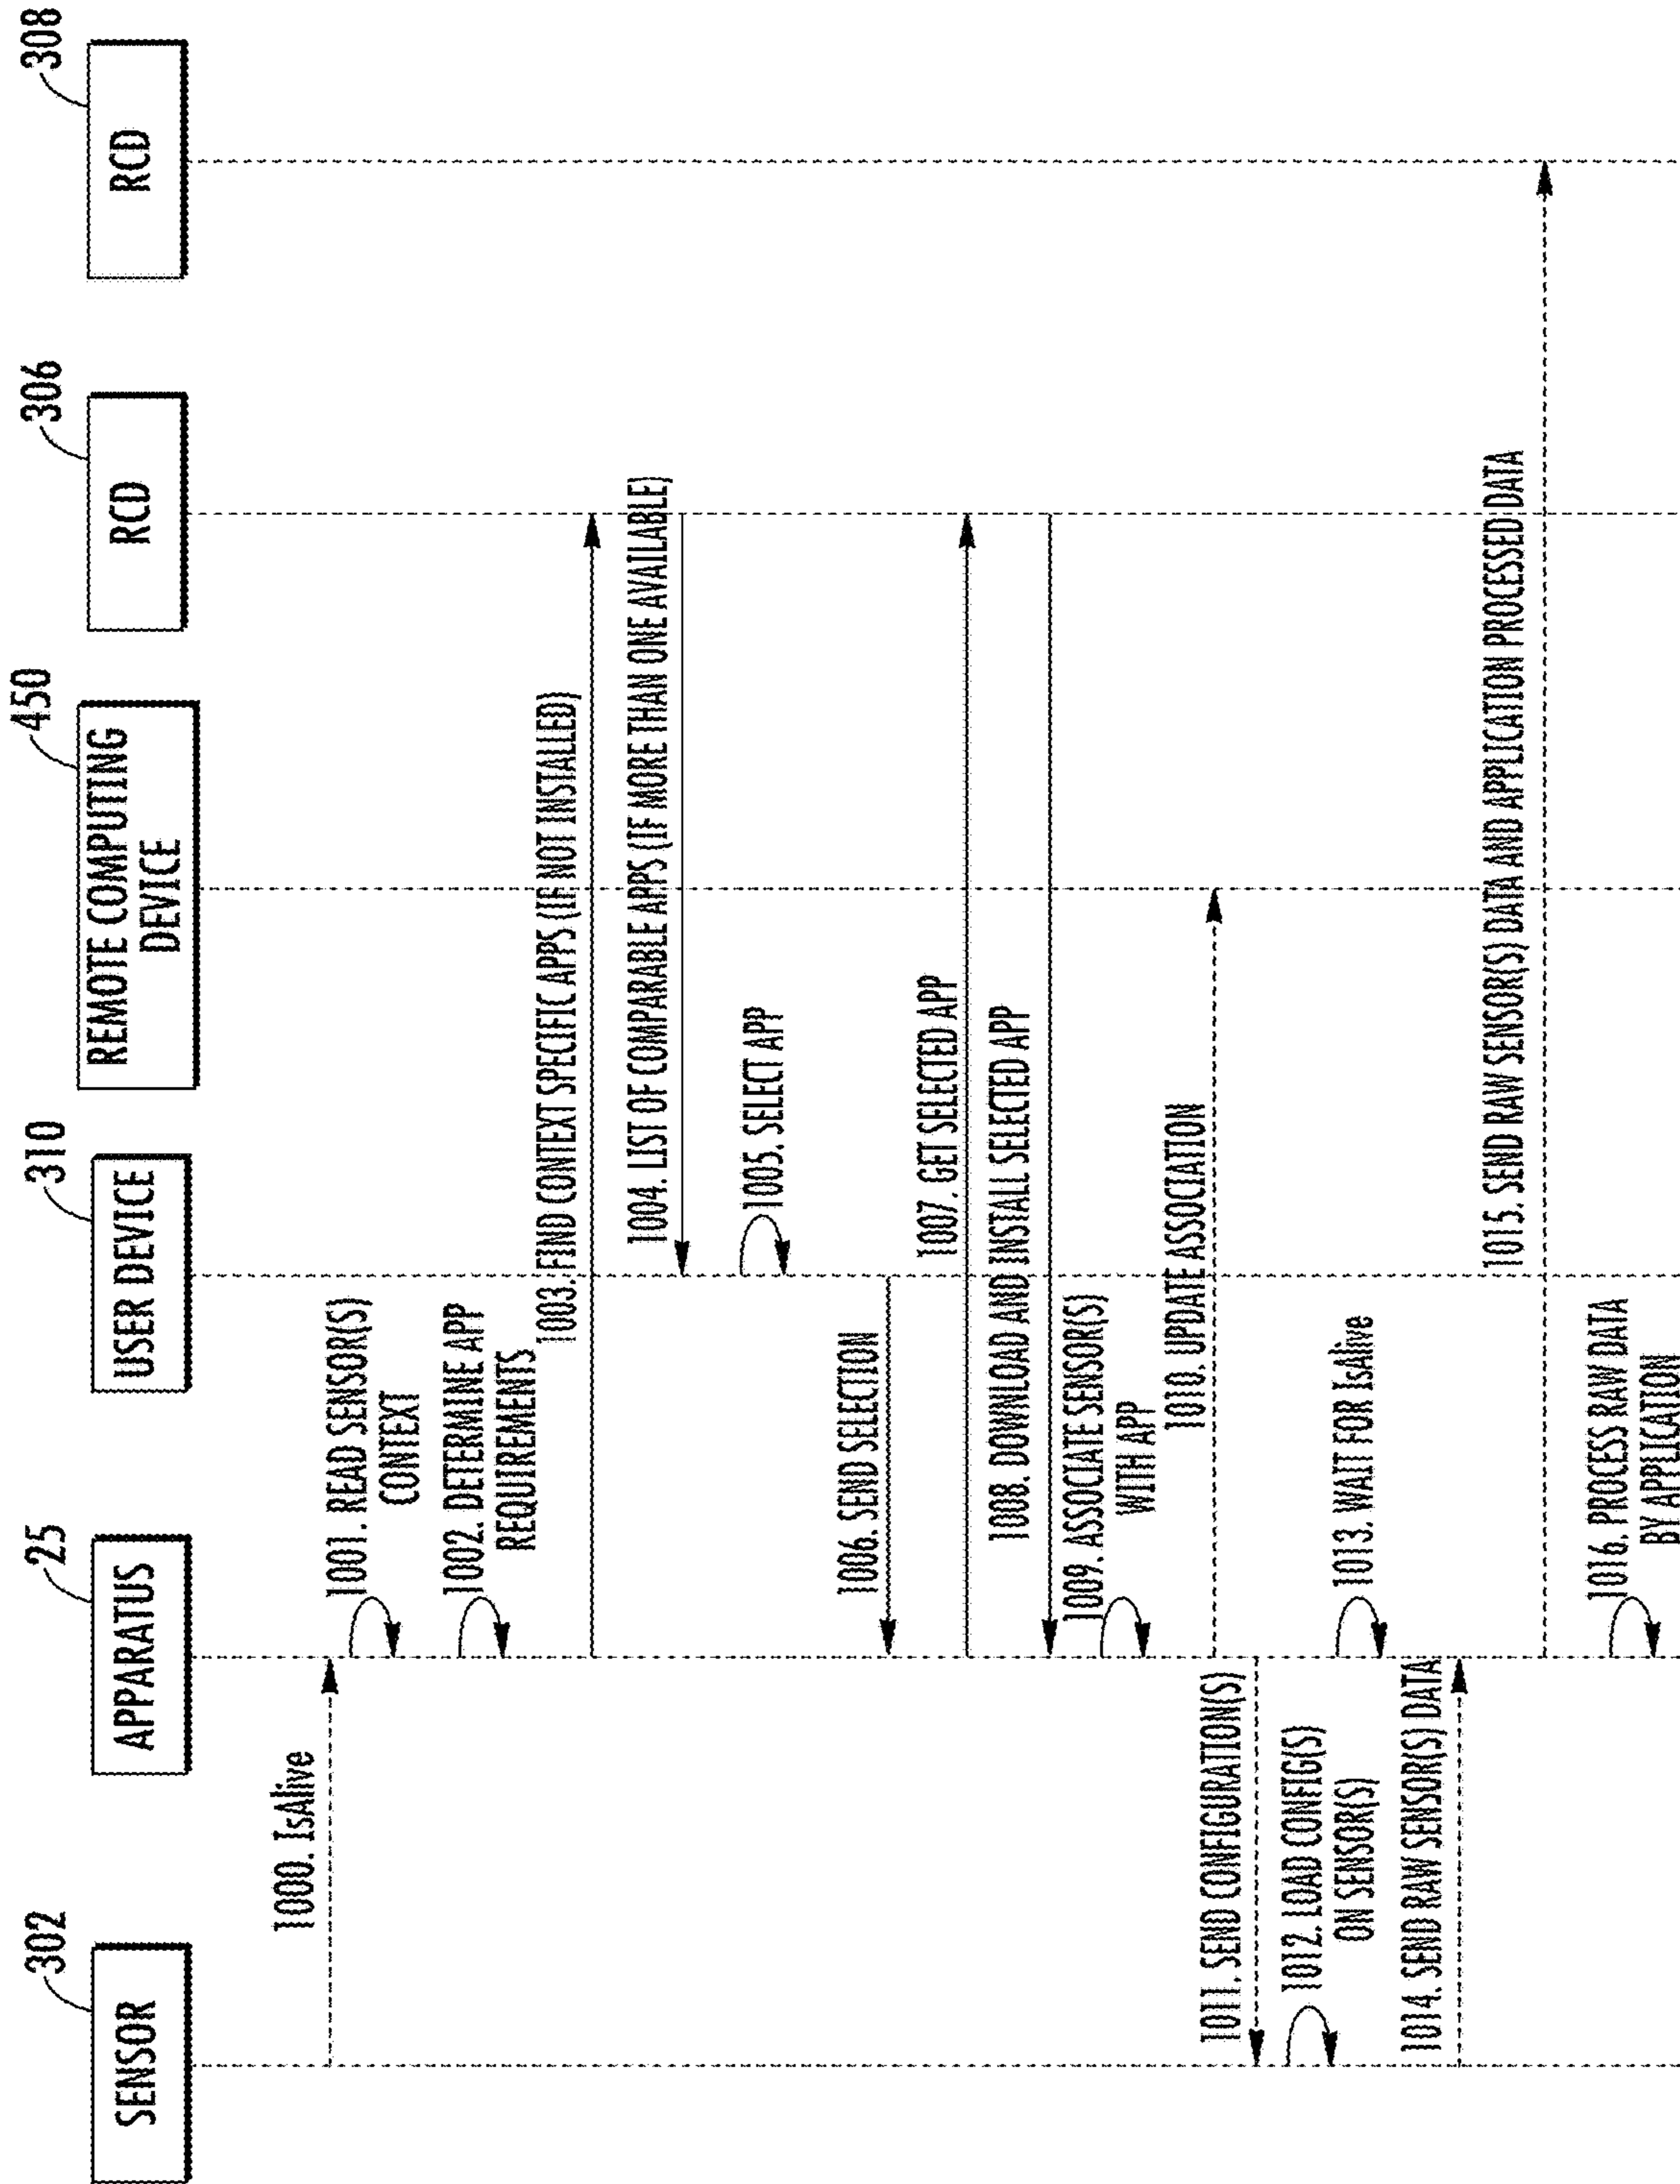 302
SENSOR
25
APPARATUS
310
USER DEVICE
450
REMOTE COMPUTING
DEVICE
306
RCD
308
RCD
1000. IsAlive
1001. READ SENSOR(S)
CONTEXT
1002. DETERMINE APP
REQUIREMENTS
1003. FIND CONTEXT SPECIFIC APPS (IF NOT INSTALLED)
1004. LIST OF COMPARABLE APPS (IF MORE THAN ONE AVAILABLE)
1005. SELECT APP
1006. SEND SELECTION
1007. GET SELECTED APP
1008. DOWNLOAD AND INSTALL SELECTED APP
1009. ASSOCIATE SENSOR(S)
WITH APP
1010. UPDATE ASSOCIATION
1011. SEND CONFIGURATION(S)
1012. LOAD CONFIG(S)
ON SENSOR(S)
1013. WAIT FOR IsAlive
1014. SEND RAW SENSOR(S) DATA
1015. SEND RAW SENSOR(S) DATA AND APPLICATION PROCESSED DATA
1016. PROCESS RAW DATA
BY APPLICATION